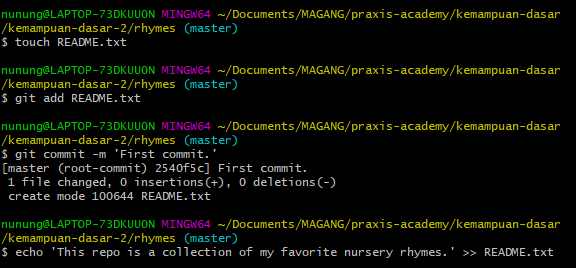 nunung@LAPTOP-73DKUUON MINGW64 ~/Documents/MAGANG/praxis-academy/kemampuan-dasar
/kemampuan-dasar-2/rhymes (master)
$ touch README.txt
nunung@LAPTOP-73DKUUON MINGW64 ~/Documents/MAGANG/praxis-academy/kemampuan-dasar
/kemampuan-dasar-2/rhymes (master)
$ git add README.txt
nunung@LAPTOP-73DKUUON MINGW64 ~/Documents/MAGANG/praxis-academy/kemampuan-dasar
/kemampuan-dasar-2/rhymes (master)
$ git commit -m 'First commit.'
[master (root-commit) 2540f5c] First commit.
 1 file changed, 0 insertions(+), 0 deletions(-)
 create mode 100644 README.txt
nunung@LAPTOP-73DKUUON MINGW64 ~/Documents/MAGANG/praxis-academy/kemampuan-dasar
/kemampuan-dasar-2/rhymes (master)
$ echo 'This repo is a collection of my favorite nursery rhymes.' >> README.txt